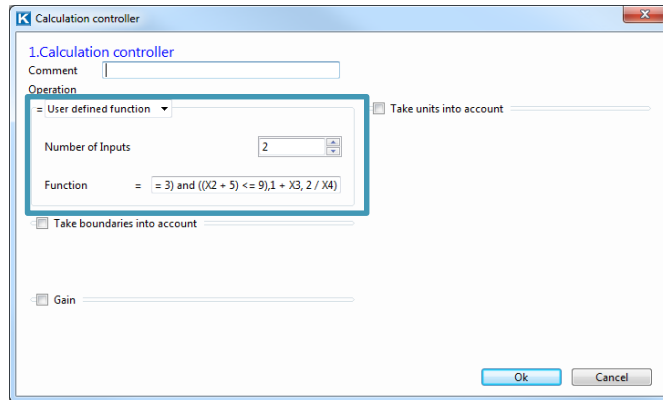 K Calculation controller
X
1.Calculation controller
Comment
Operation
= User defined function
Take units into account
Number of Inputs 2
Function = = 3) and ((X2 + 5) <= 9),1 + X3, 2 / X4)
Take boundaries into account
Gain
Ok Cancel